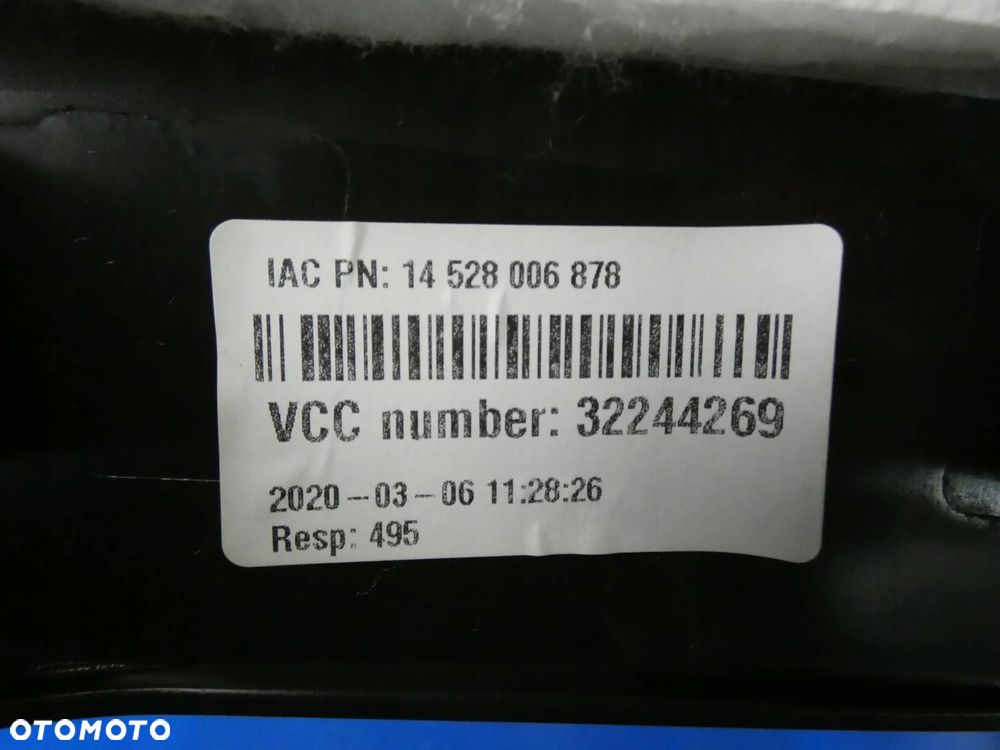 IAC PN: 14 528 006 878
VCC number: 32244269
2020-03-06 11:28:26
Resp: 495
OTOMOTO